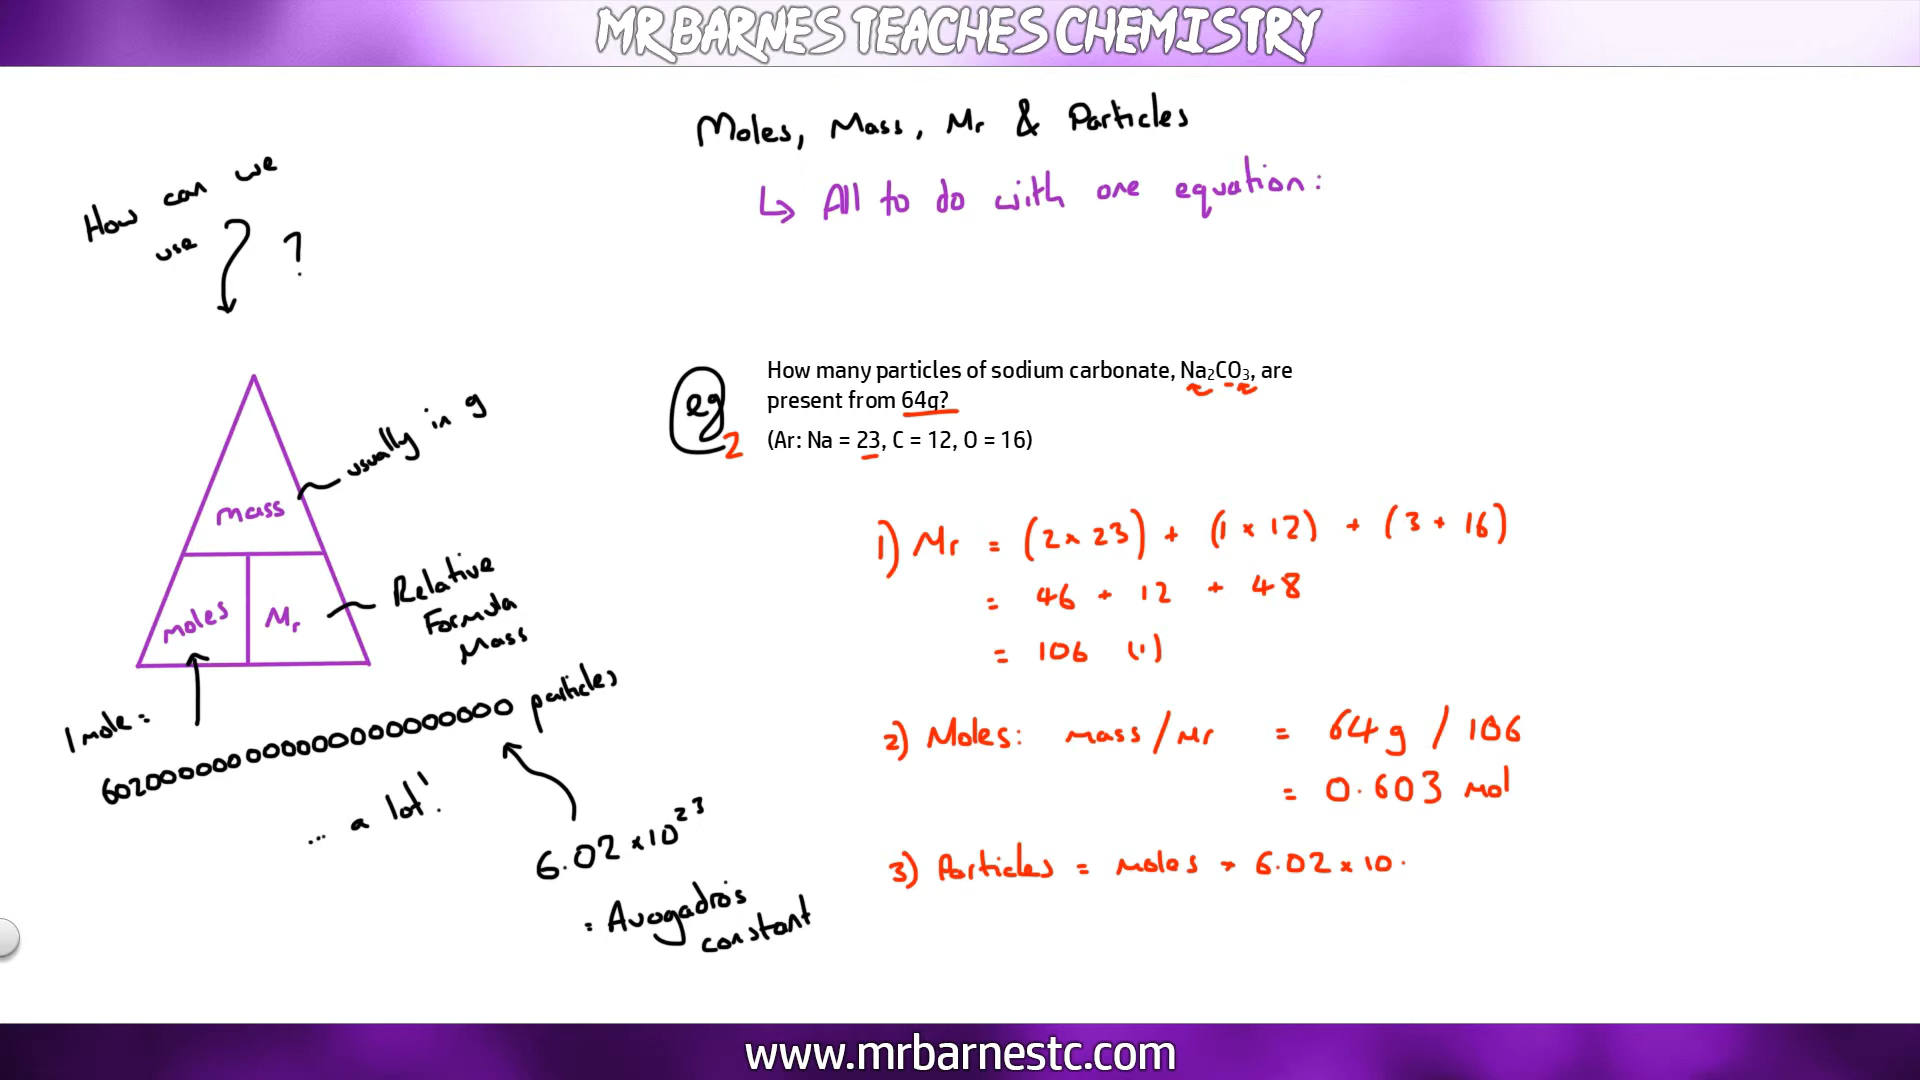 MR BARNES TEACHES CHEMISTRY
Moles, Mass, Mr & Particles
↳ All to do with one equation:
How can we
use ?
mass
moles
Mr
usually in g
Relative
Formula
Mass
1 mole =
602000000000000000000000 particles
... a lot!
6.02 × 10²³
= Avogadro's
constant
eg 2
How many particles of sodium carbonate, Na₂CO₃, are
present from 64g?
(Ar: Na = 23, C = 12, O = 16)
1) Mr = (2 × 23) + (1 × 12) + (3 + 16)
= 46 + 12 + 48
= 106 (1)
2) Moles: mass / Mr = 64g / 106
= 0.603 mol
3) Particles = moles × 6.02 × 10
www.mrbarnestc.com